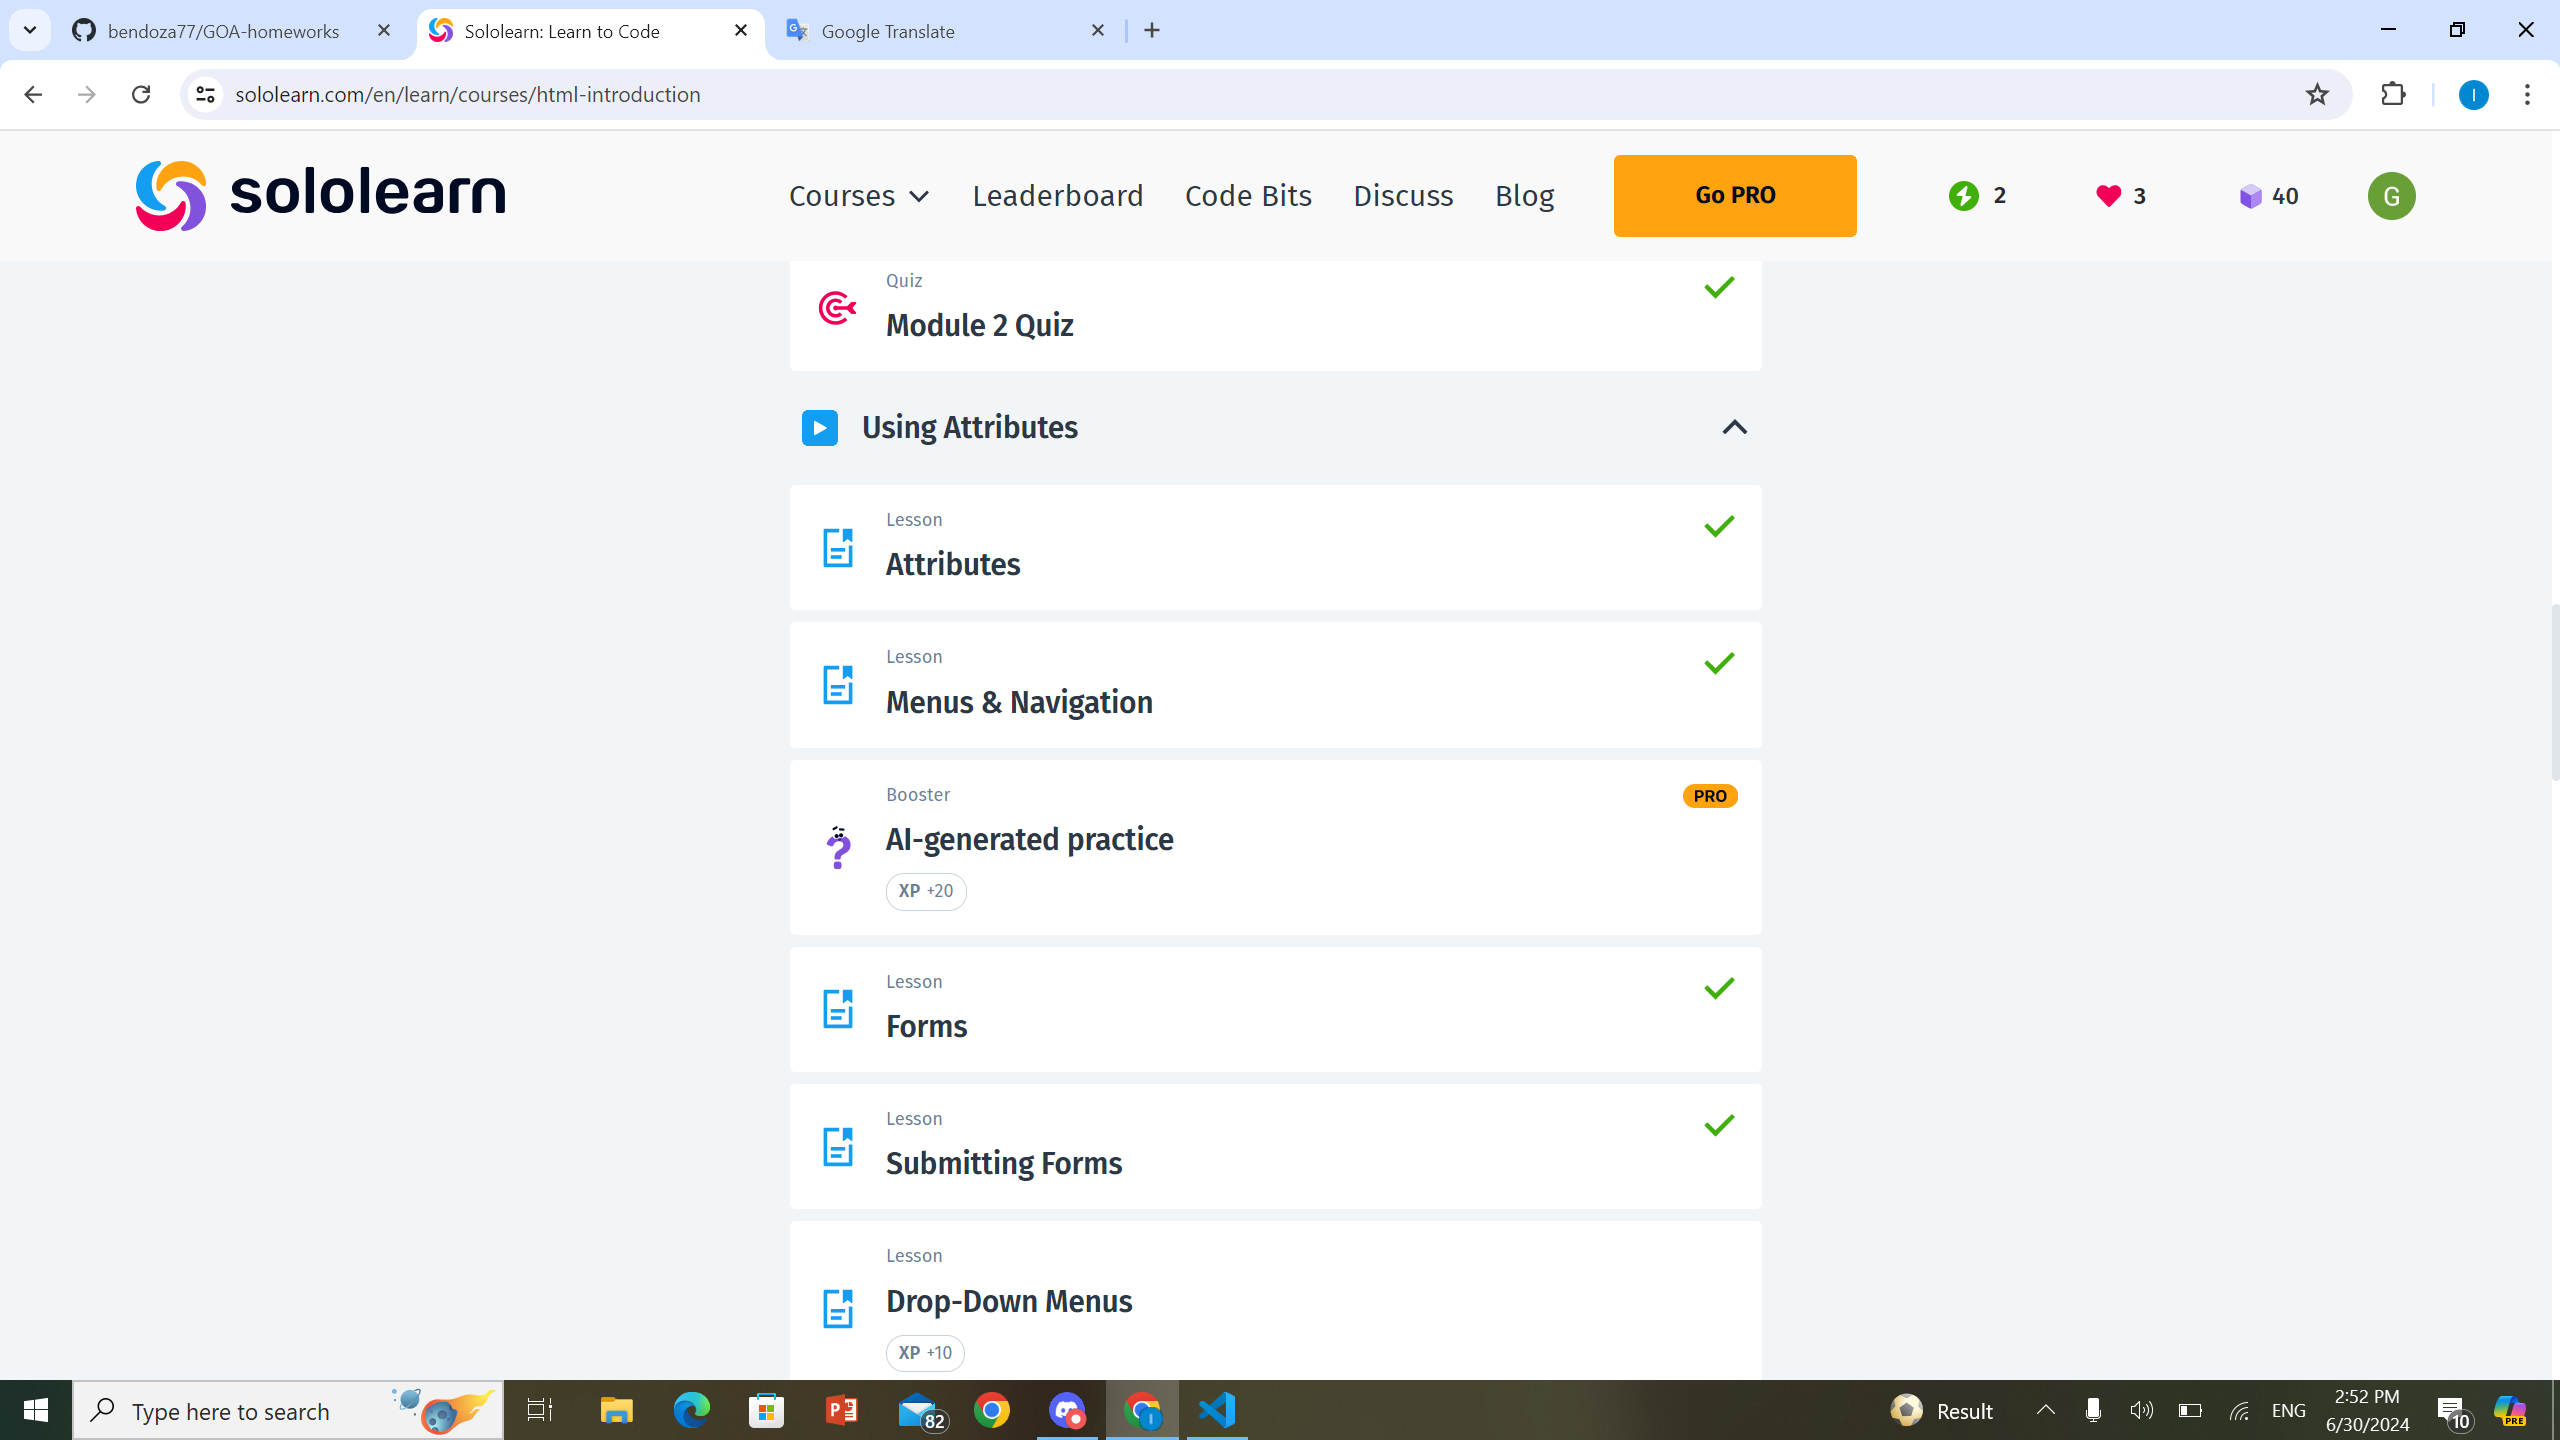 bendoza77/GOA-homeworks
Sololearn: Learn to Code
Google Translate
sololearn.com/en/learn/courses/html-introduction
I
sololearn
Courses
Leaderboard
Code Bits
Discuss
Blog
Go PRO
2
3
40
G
Quiz
Module 2 Quiz
Using Attributes
Lesson
Attributes
Lesson
Menus & Navigation
Booster
PRO
AI-generated practice
XP +20
Lesson
Forms
Lesson
Submitting Forms
Lesson
Drop-Down Menus
XP +10
Type here to search
82
I
Result
ENG
2:52 PM
6/30/2024
10
PRE